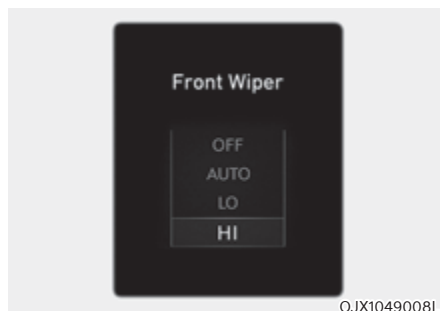 Front Wiper
OFF
AUTO
LO
HI
OJX1049008L